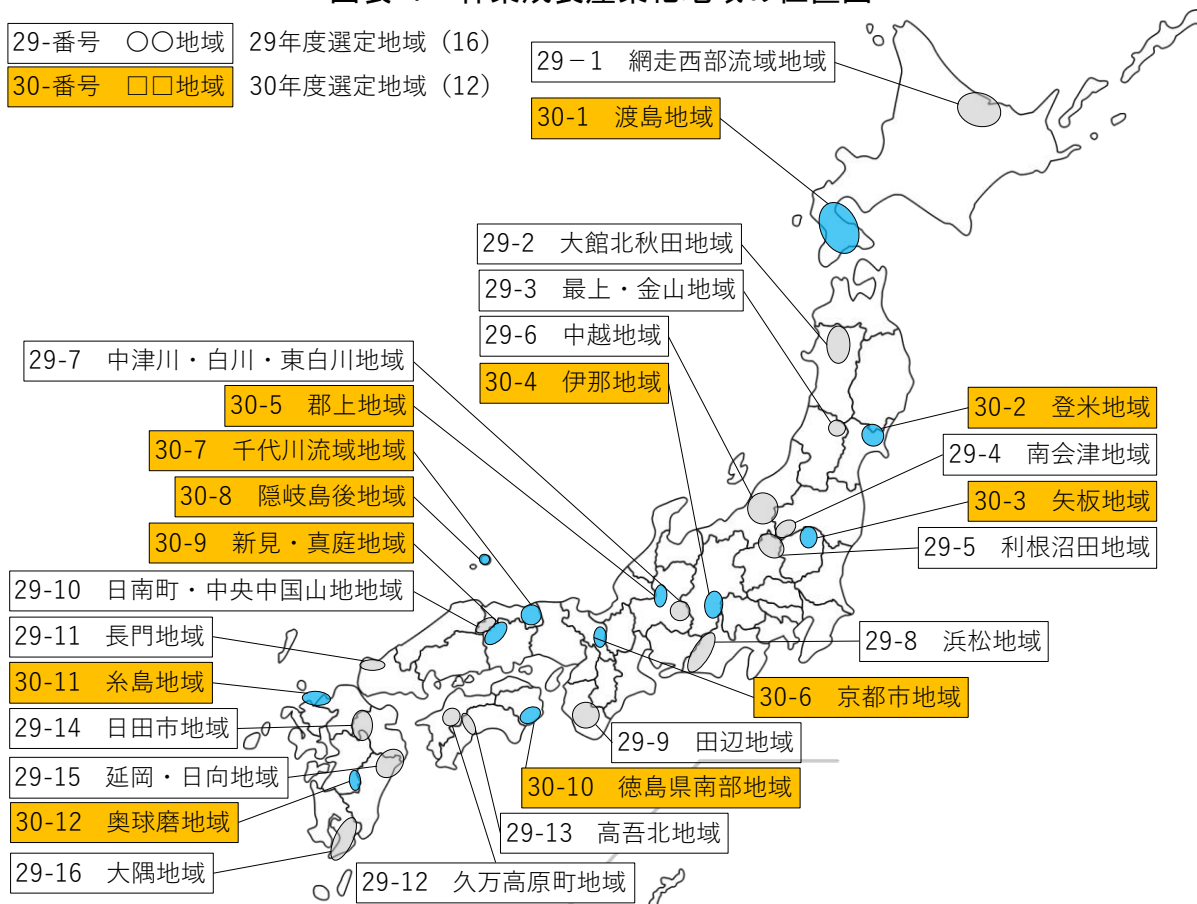 29-番号 ○○地域 29年度選定地域（16）
30-番号 □□地域 30年度選定地域（12）
29－1 網走西部流域地域
30-1 渡島地域
29-2 大館北秋田地域
29-3 最上・金山地域
29-6 中越地域
29-7 中津川・白川・東白川地域
30-4 伊那地域
30-5 郡上地域
30-2 登米地域
30-7 千代川流域地域
29-4 南会津地域
30-8 隠岐島後地域
30-3 矢板地域
30-9 新見・真庭地域
29-5 利根沼田地域
29-10 日南町・中央中国山地地域
29-11 長門地域
29-8 浜松地域
30-11 糸島地域
30-6 京都市地域
29-14 日田市地域
29-9 田辺地域
29-15 延岡・日向地域
30-10 徳島県南部地域
30-12 奥球磨地域
29-13 高吾北地域
29-16 大隅地域
29-12 久万高原町地域